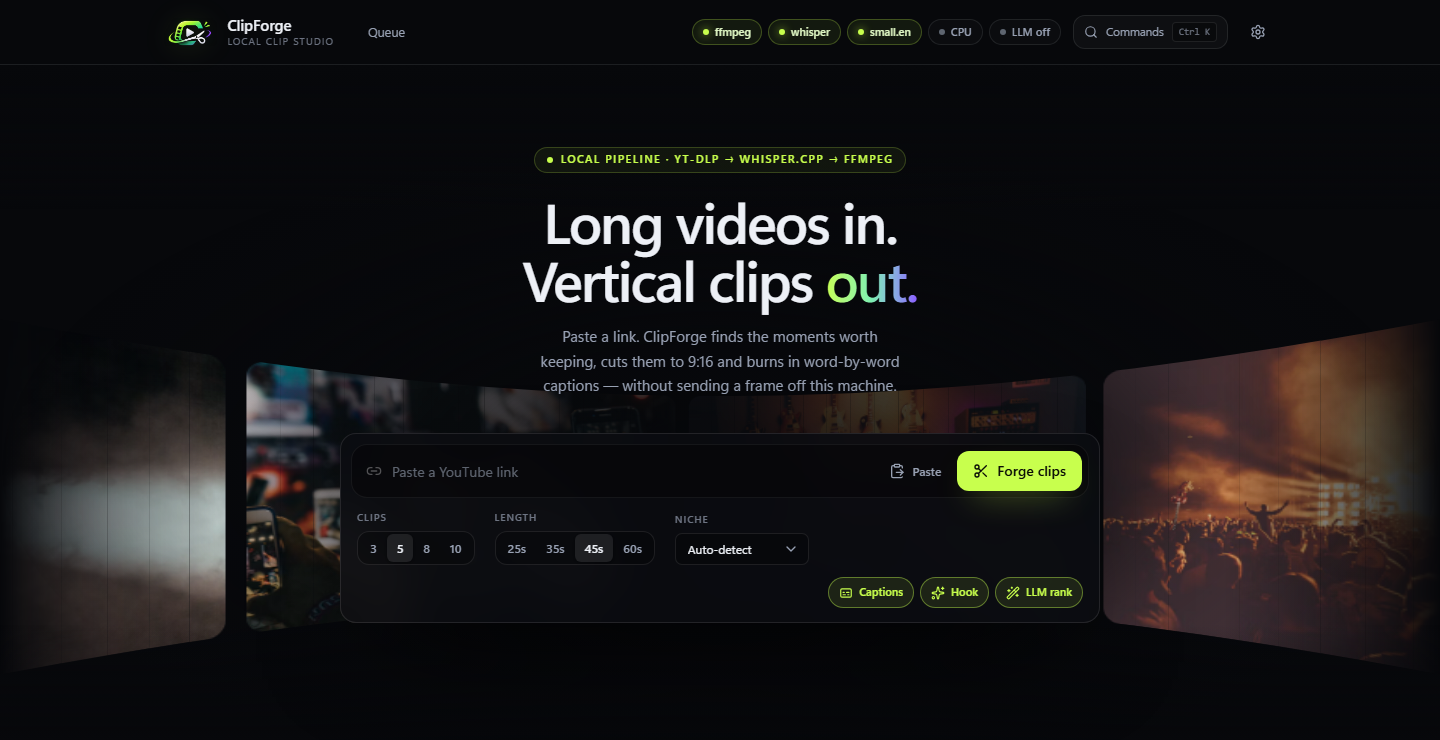 ClipForge
LOCAL CLIP STUDIO
Queue
ffmpeg
whisper
small.en
CPU
LLM off
Commands
Ctrl K
LOCAL PIPELINE · YT-DLP → WHISPER.CPP → FFMPEG
Long videos in.
Vertical clips out.
Paste a link. ClipForge finds the moments worth
keeping, cuts them to 9:16 and burns in word-by-word
captions — without sending a frame off this machine.
Paste a YouTube link
Paste
Forge clips
CLIPS
3 5 8 10
LENGTH
25s 35s 45s 60s
NICHE
Auto-detect
Captions
Hook
LLM rank